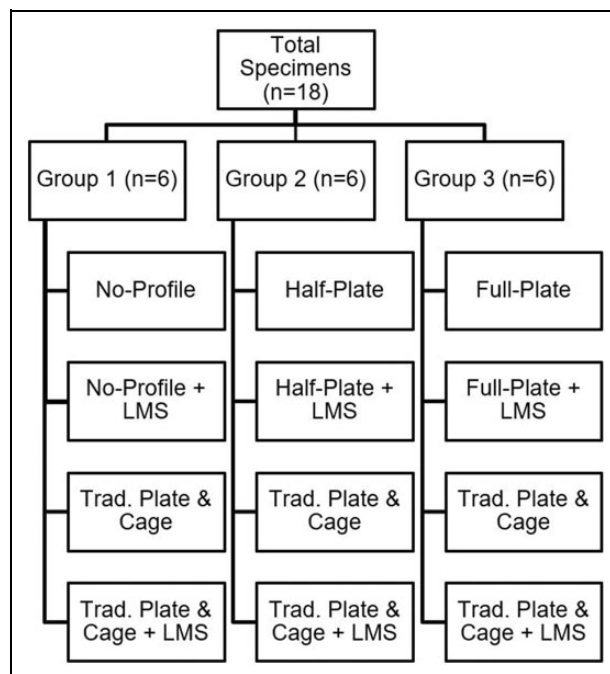 Total
Specimens
(n=18)
Group 1 (n=6)
Group 2 (n=6)
Group 3 (n=6)
No-Profile
Half-Plate
Full-Plate
No-Profile +
LMS
Half-Plate +
LMS
Full-Plate +
LMS
Trad. Plate &
Cage
Trad. Plate &
Cage
Trad. Plate &
Cage
Trad. Plate &
Cage + LMS
Trad. Plate &
Cage + LMS
Trad. Plate &
Cage + LMS